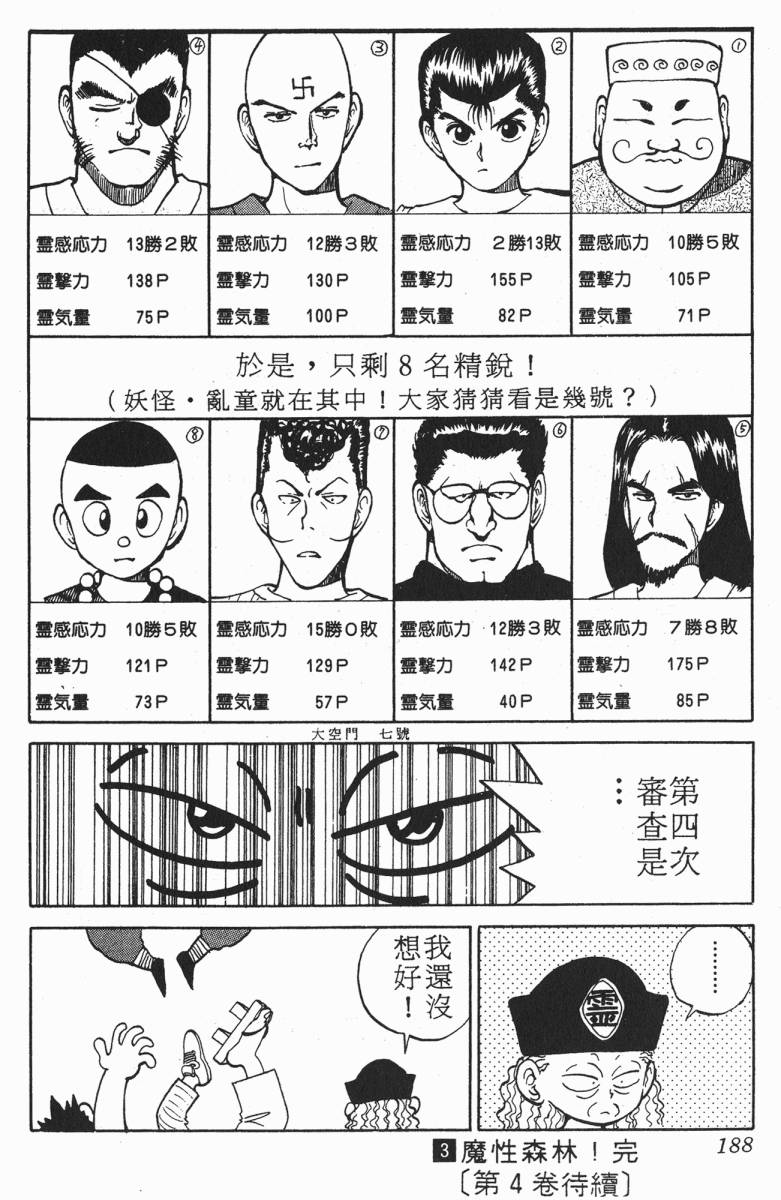 ①
霊感応力 10勝5敗
霊撃力 105P
霊気量 71P
②
霊感応力 2勝13敗
霊撃力 155P
霊気量 82P
③
卐
霊感応力 12勝3敗
霊撃力 130P
霊気量 100P
④
霊感応力 13勝2敗
霊撃力 138P
霊気量 75P
於是，只剩8名精銳！
（妖怪・亂童就在其中！大家猜猜看是幾號？）
⑤
霊感応力 7勝8敗
霊撃力 175P
霊気量 85P
⑥
霊感応力 12勝3敗
霊撃力 142P
霊気量 40P
⑦
霊感応力 15勝0敗
霊撃力 129P
霊気量 57P
⑧
霊感応力 10勝5敗
霊撃力 121P
霊気量 73P
大空門 七號
第四次
審查是
…
………
靈
我還沒
想好！
3 魔性森林！完
〔第4卷待續〕
188